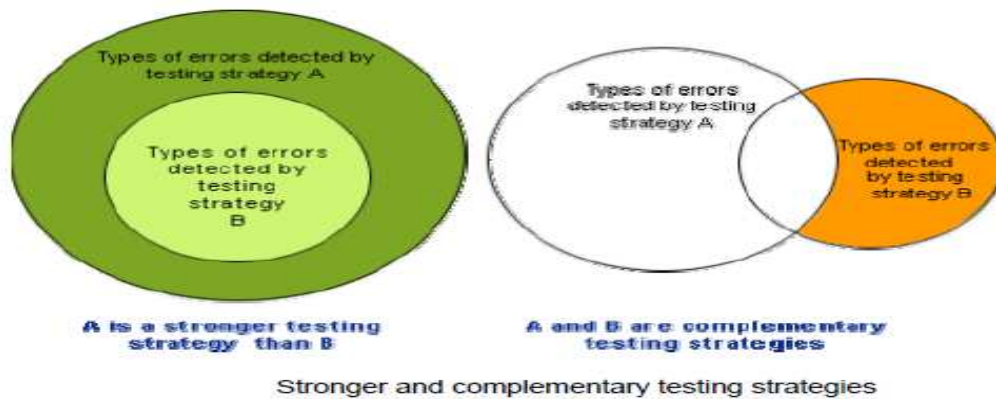 Types of errors detected by
testing strategy A
Types of errors
detected by
testing
strategy
B
A is a stronger testing
strategy than B
Types of errors
detected by testing
strategy A
Types of errors
detected
by testing
strategy B
A and B are complementary
testing strategies
Stronger and complementary testing strategies